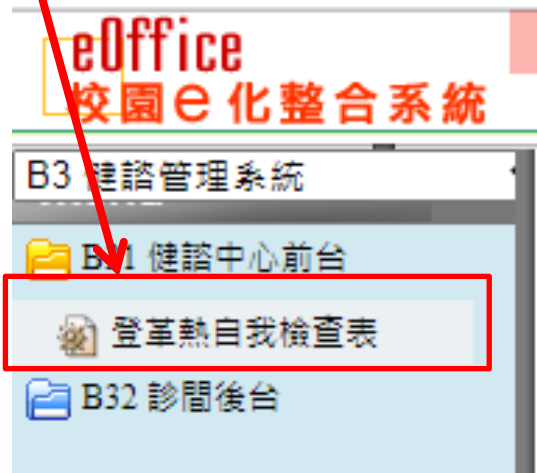 eOffice
校園e化整合系統
B3 健諮管理系統
B31 健諮中心前台
登革熱自我檢查表
B32 診間後台